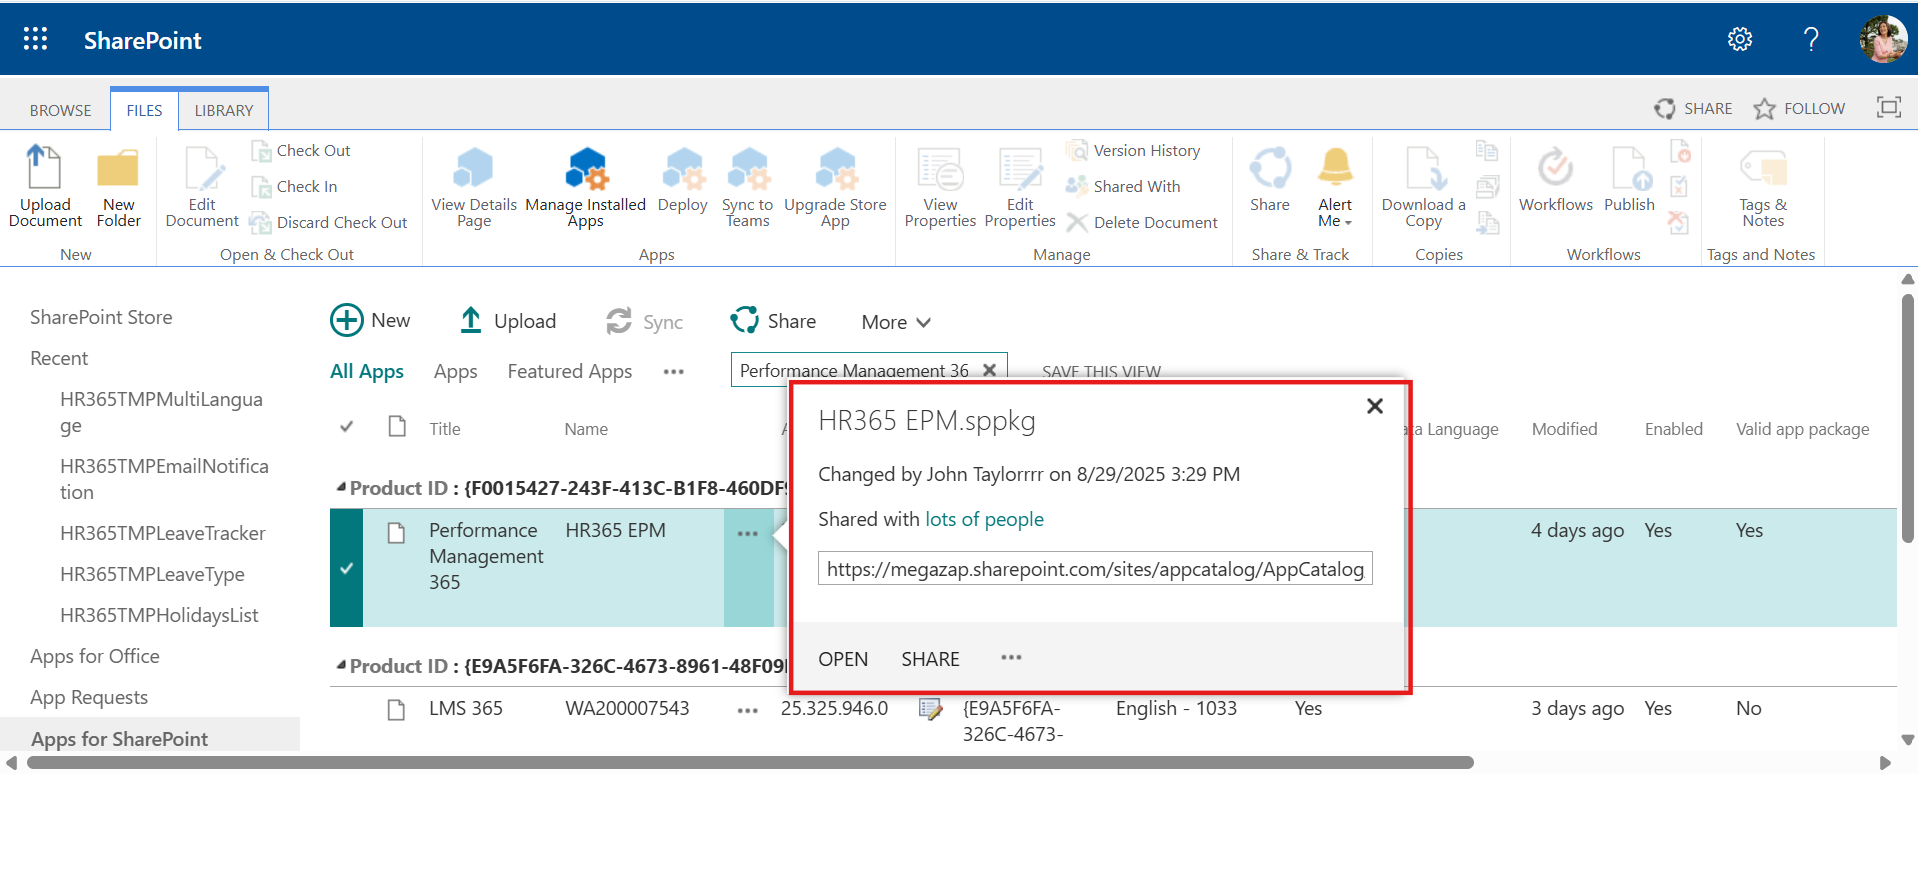 SharePoint
BROWSE FILES LIBRARY
SHARE FOLLOW
Upload Document
New Folder
New
Edit Document
Check Out
Check In
Discard Check Out
Open & Check Out
View Details Page
Manage Installed Apps
Deploy
Sync to Teams
Upgrade Store App
Apps
View Properties
Edit Properties
Version History
Shared With
Delete Document
Manage
Share
Alert Me
Share & Track
Download a Copy
Copies
Workflows
Publish
Workflows
Tags & Notes
Tags and Notes
SharePoint Store
Recent
HR365TMPMultiLangua
ge
HR365TMPEmailNotifica
tion
HR365TMPLeaveTracker
HR365TMPLeaveType
HR365TMPHolidaysList
Apps for Office
App Requests
Apps for SharePoint
New Upload Sync Share More
All Apps Apps Featured Apps ···
Performance Management 36
SAVE THIS VIEW
Title Name Language Modified Enabled Valid app package
Product ID : {F0015427-243F-413C-B1F8-460DF
Performance
Management
365
HR365 EPM ···
4 days ago Yes Yes
HR365 EPM.sppkg
Changed by John Taylorrrr on 8/29/2025 3:29 PM
Shared with lots of people
https://megazap.sharepoint.com/sites/appcatalog/AppCatalog
OPEN SHARE ···
Product ID : {E9A5F6FA-326C-4673-8961-48F09
LMS 365 WA200007543 ··· 25.325.946.0 {E9A5F6FA- English - 1033 Yes 3 days ago Yes No
326C-4673-